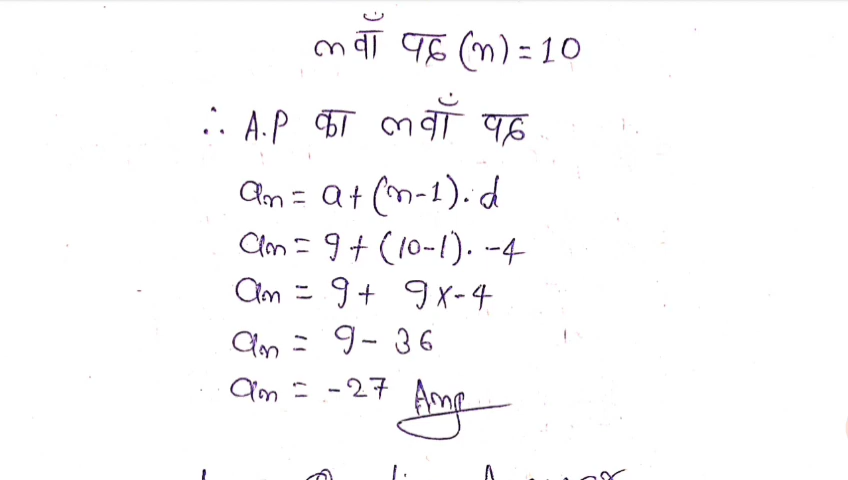 nवाँ पद (n) = 10
∴ A.P का nवाँ पद
an = a + (n-1).d
an = 9 + (10-1). -4
an = 9 + 9x-4
an = 9 - 36
an = -27 Ans